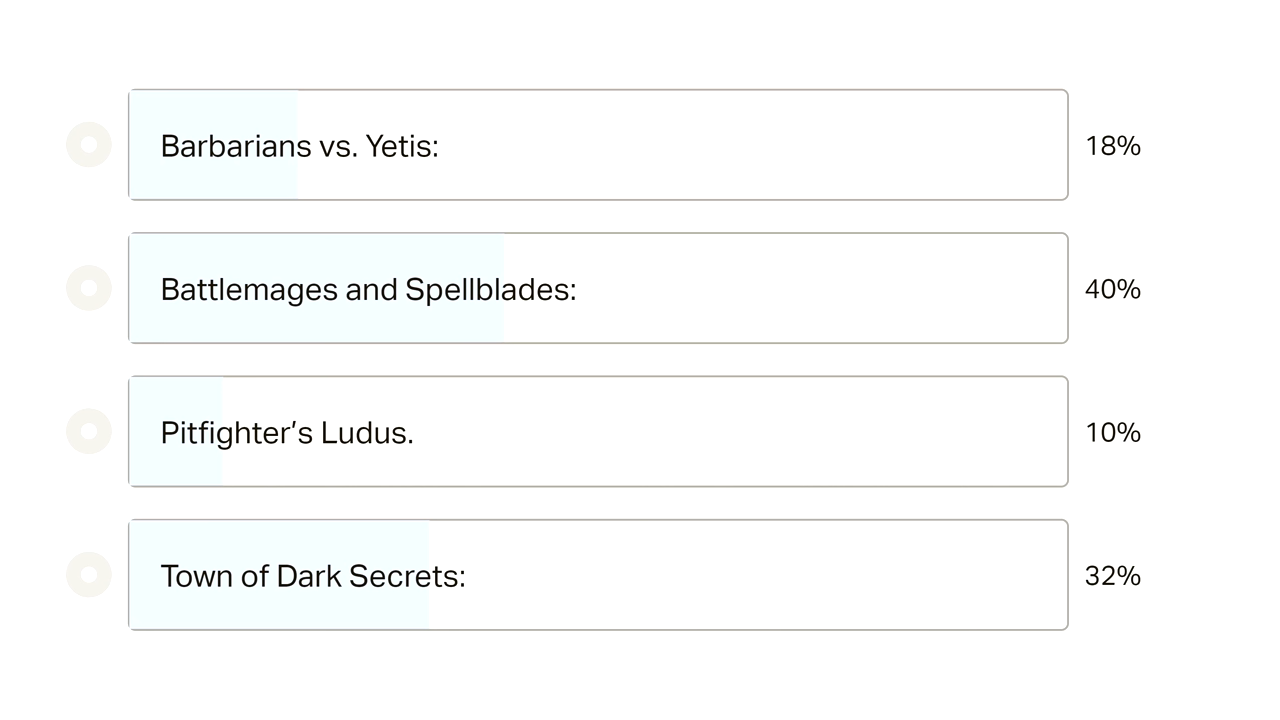 Barbarians vs. Yetis: 18%
Battlemages and Spellblades: 40%
Pitfighter’s Ludus. 10%
Town of Dark Secrets: 32%